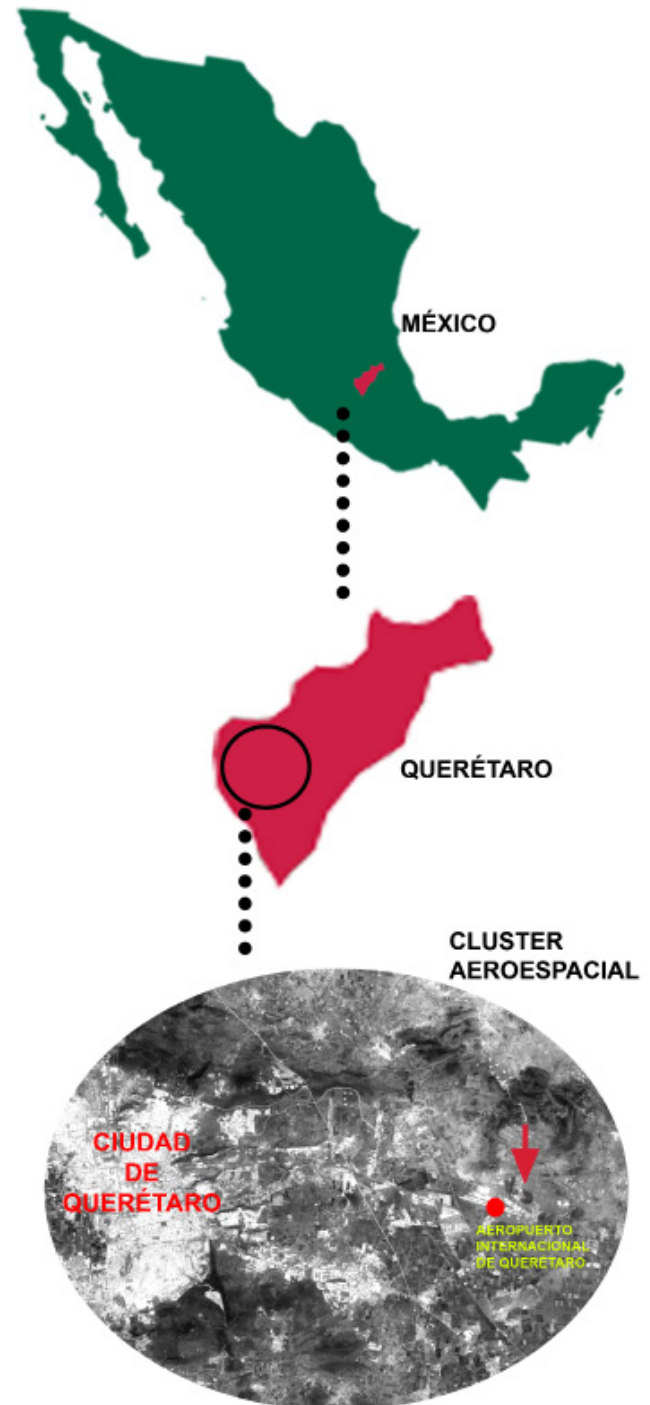 MÉXICO
QUERÉTARO
CLUSTER
AEROESPACIAL
CIUDAD
DE
QUERÉTARO
AEROPUERTO
INTERNACIONAL
DE QUERÉTARO